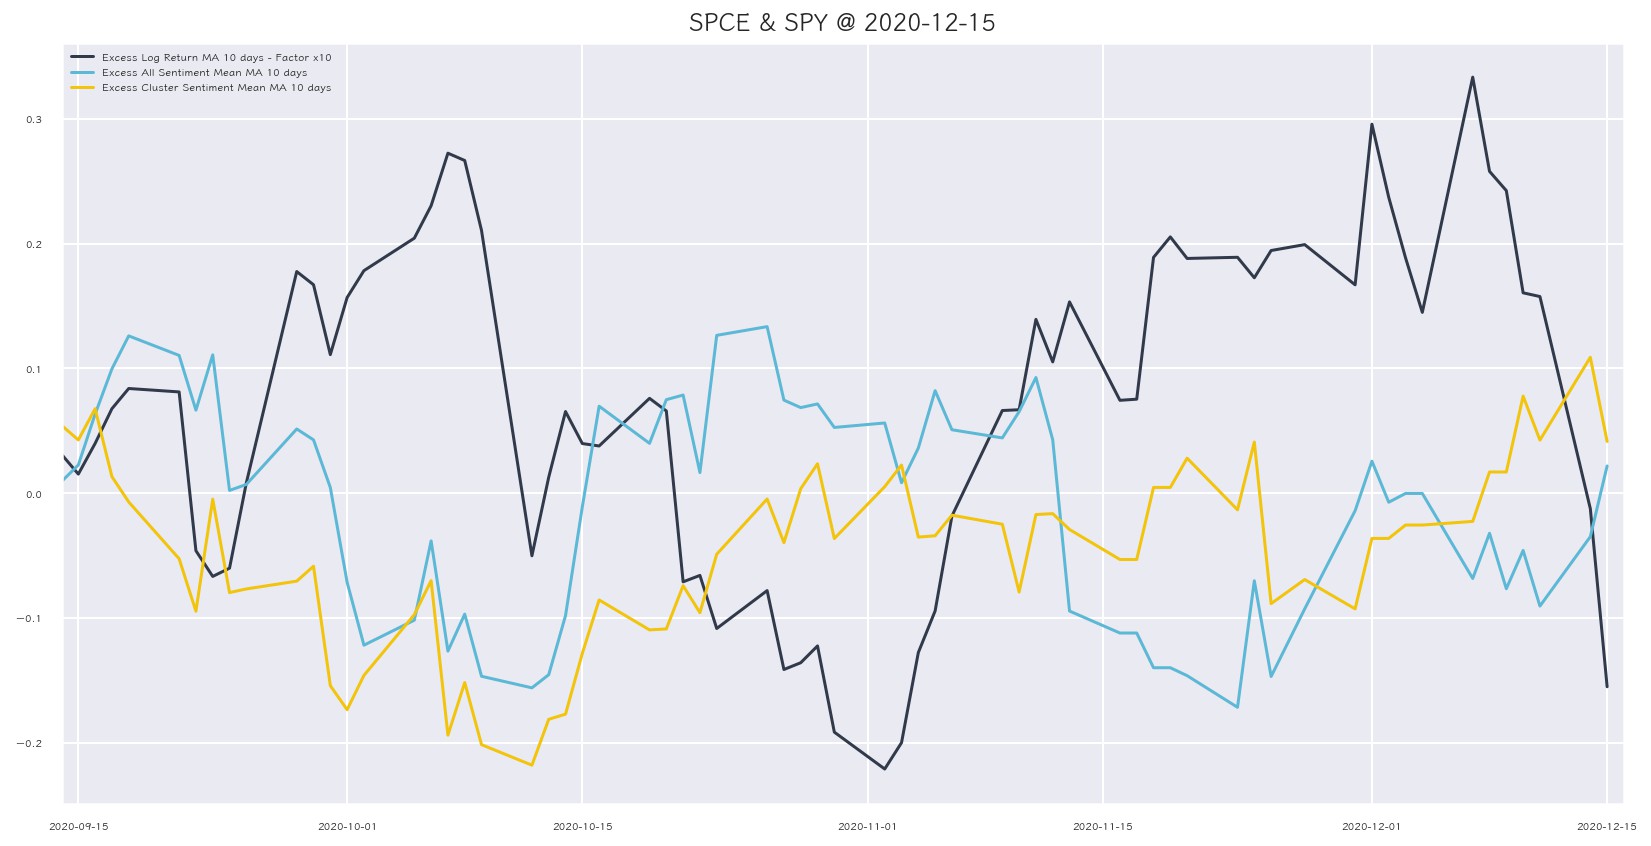 SPCE & SPY @ 2020-12-15
Excess Log Return MA 10 days - Factor x10
Excess All Sentiment Mean MA 10 days
Excess Cluster Sentiment Mean MA 10 days
0.3
0.2
0.1
0.0
−0.1
−0.2
2020-09-15 2020-10-01 2020-10-15 2020-11-01 2020-11-15 2020-12-01 2020-12-15